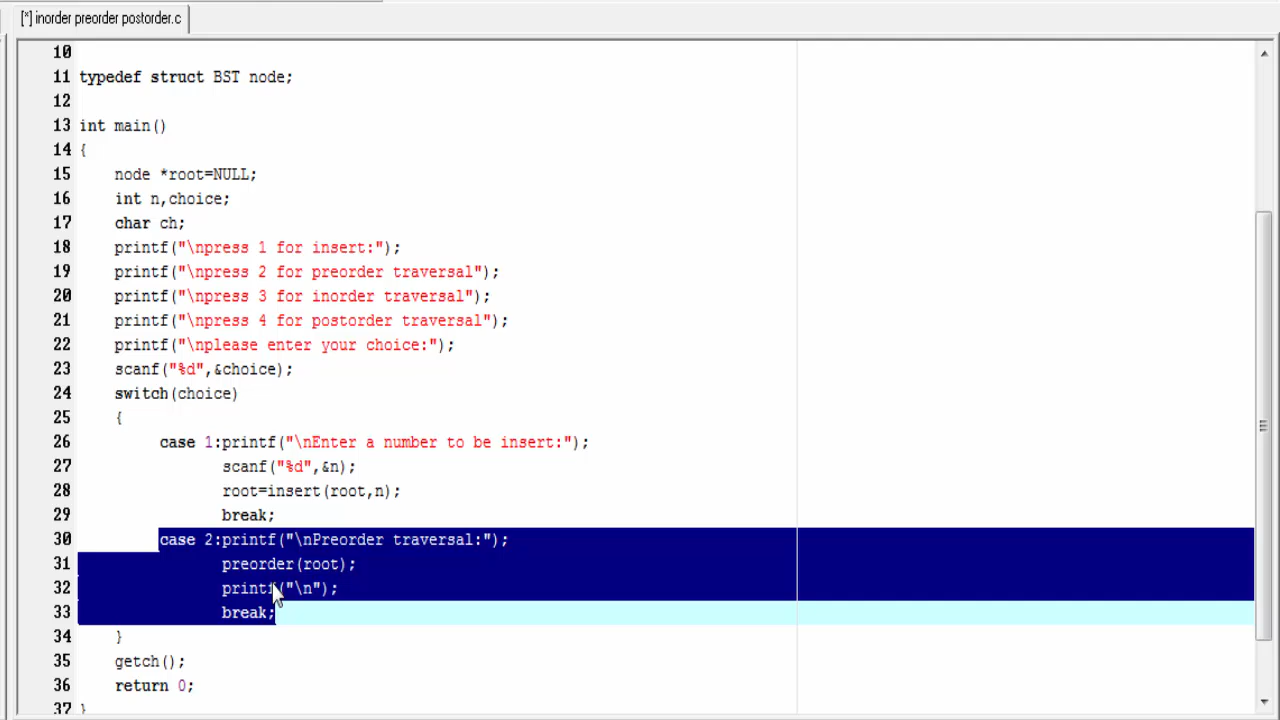 [*] inorder preorder postorder.c
10
11 typedef struct BST node;
12
13 int main()
14 {
15 node *root=NULL;
16 int n,choice;
17 char ch;
18 printf("\npress 1 for insert:");
19 printf("\npress 2 for preorder traversal");
20 printf("\npress 3 for inorder traversal");
21 printf("\npress 4 for postorder traversal");
22 printf("\nplease enter your choice:");
23 scanf("%d",&choice);
24 switch(choice)
25 {
26 case 1:printf("\nEnter a number to be insert:");
27 scanf("%d",&n);
28 root=insert(root,n);
29 break;
30 case 2:printf("\nPreorder traversal:");
31 preorder(root);
32 printf("\n");
33 break;
34 }
35 getch();
36 return 0;
37 }